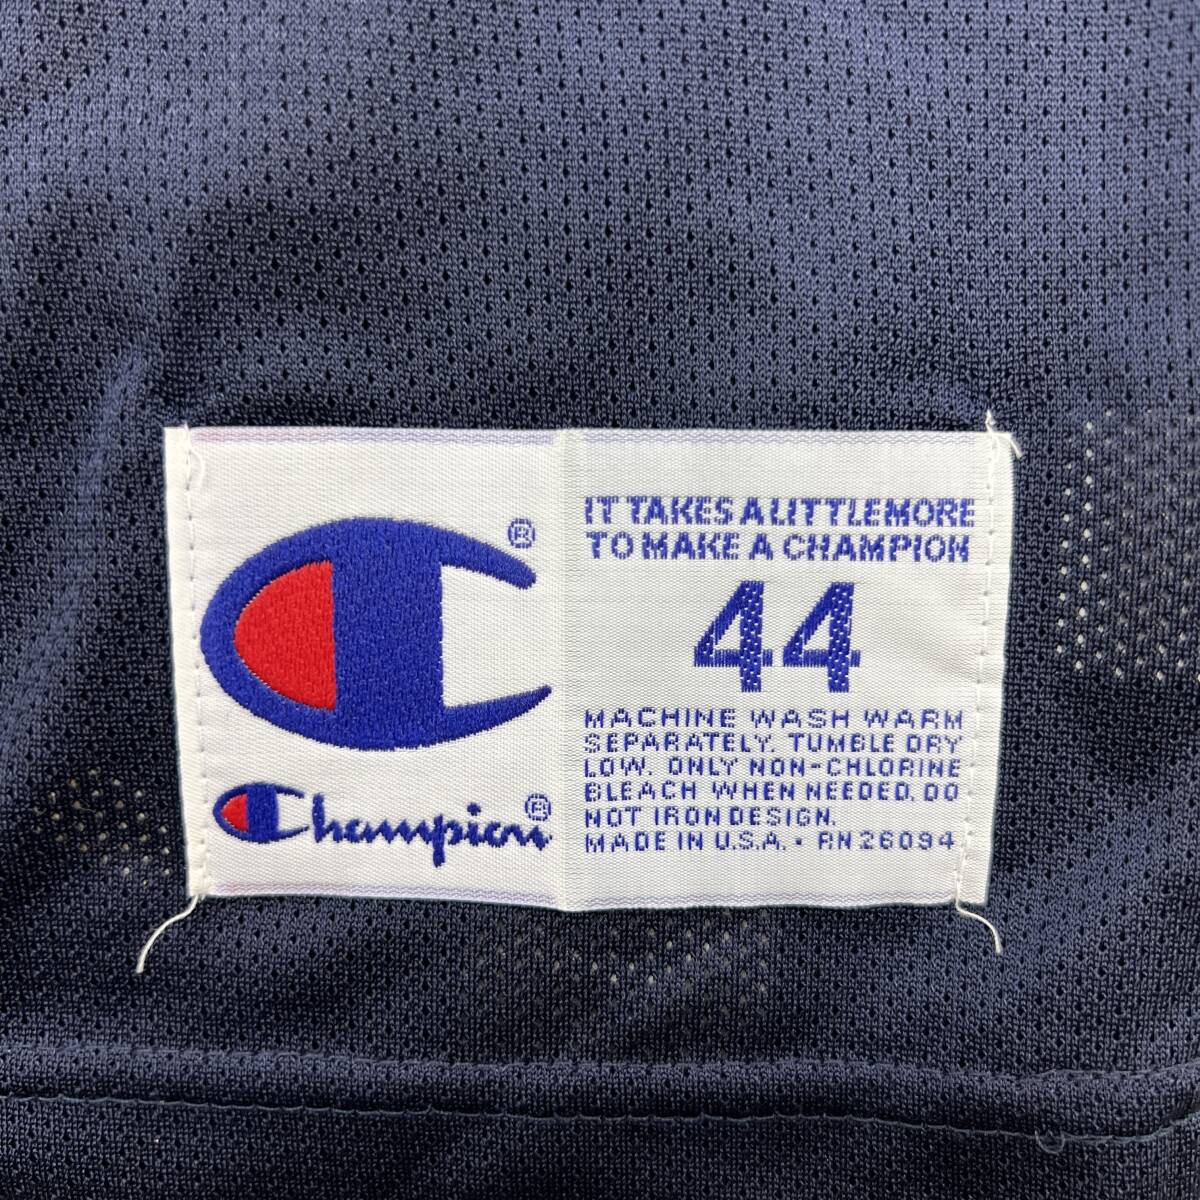 ®
Champion®
IT TAKES A LITTLE MORE
TO MAKE A CHAMPION
44
MACHINE WASH WARM
SEPARATELY. TUMBLE DRY
LOW. ONLY NON-CHLORINE
BLEACH WHEN NEEDED. DO
NOT IRON DESIGN.
MADE IN U.S.A. • RN 26094